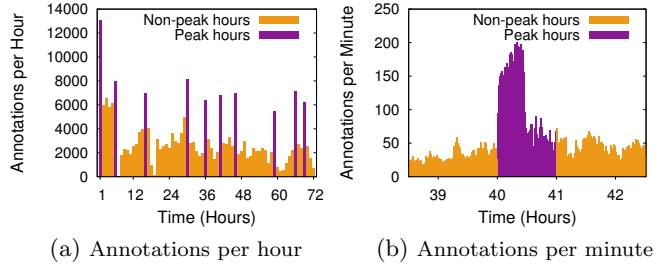 Annotations per Hour
14000
12000
10000
8000
6000
4000
2000
0
Non-peak hours
Peak hours
1 12 24 36 48 60 72
Time (Hours)
(a) Annotations per hour
Annotations per Minute
250
200
150
100
50
0
Non-peak hours
Peak hours
39 40 41 42
Time (Hours)
(b) Annotations per minute